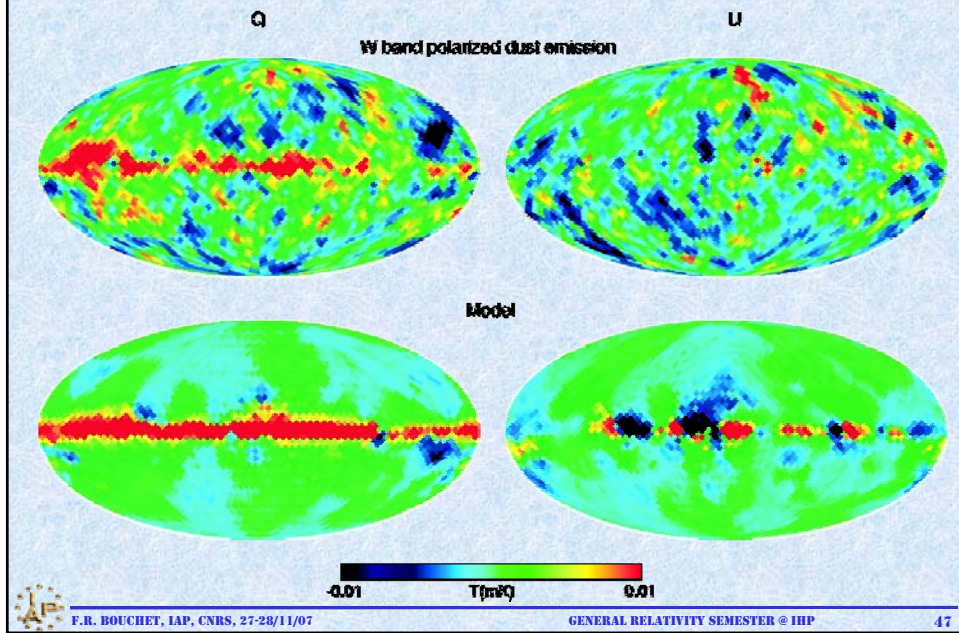 Q U
W band polarized dust emission
Model
-0.01 T(mK) 0.01
IAP
F.R. BOUCHET, IAP, CNRS, 27-28/11/07 GENERAL RELATIVITY SEMESTER @ IHP 47